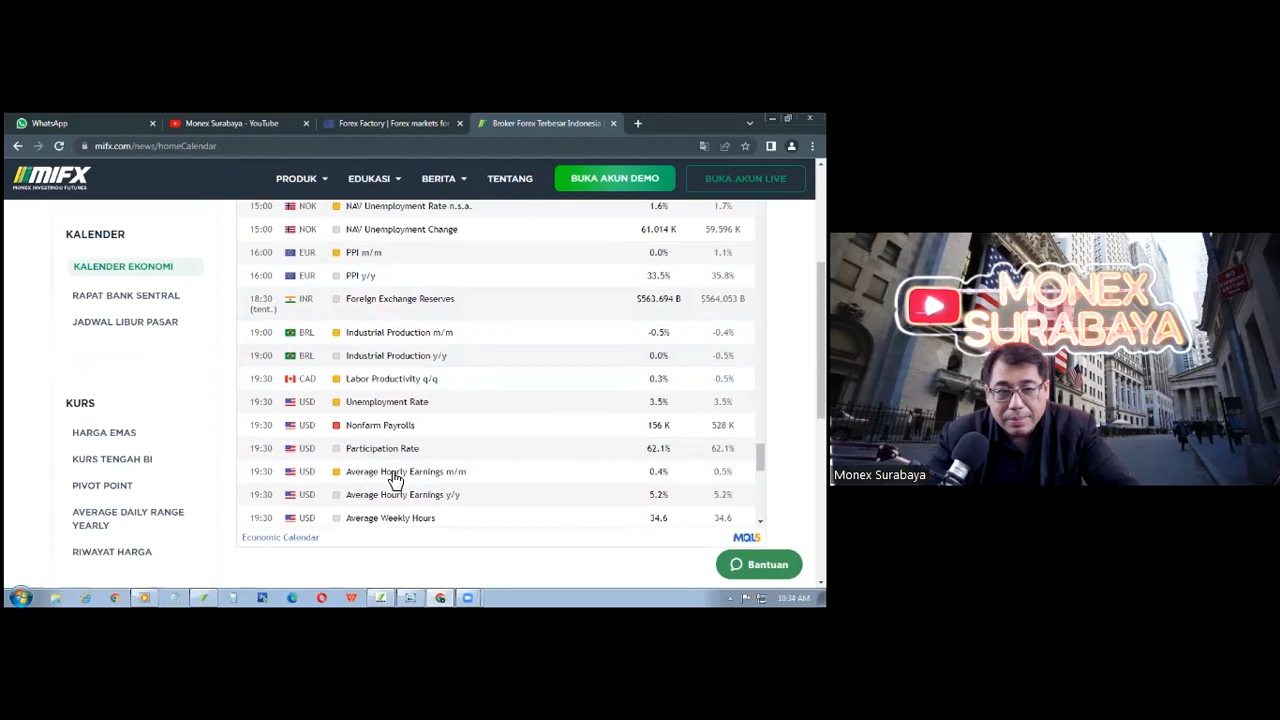 WhatsApp
Monex Surabaya - YouTube
Forex Factory | Forex markets fo
Broker Forex Terbesar Indonesia |
mifx.com/news/homeCalendar
MIFX
MONEX INVESTINDO FUTURES
PRODUK
EDUKASI
BERITA
TENTANG
BUKA AKUN DEMO
BUKA AKUN LIVE
KALENDER
KALENDER EKONOMI
RAPAT BANK SENTRAL
JADWAL LIBUR PASAR
KURS
HARGA EMAS
KURS TENGAH BI
PIVOT POINT
AVERAGE DAILY RANGE
YEARLY
RIWAYAT HARGA
15:00 NOK NAV Unemployment Rate n.s.a. 1.6% 1.7%
15:00 NOK NAV Unemployment Change 61.014 K 59.596 K
16:00 EUR PPI m/m 0.0% 1.1%
16:00 EUR PPI y/y 33.5% 35.8%
18:30 INR Foreign Exchange Reserves $563.694 B $564.053 B
(tent.)
19:00 BRL Industrial Production m/m -0.5% -0.4%
19:00 BRL Industrial Production y/y 0.0% -0.5%
19:30 CAD Labor Productivity q/q 0.3% -0.5%
19:30 USD Unemployment Rate 3.5% 3.5%
19:30 USD Nonfarm Payrolls 156 K 528 K
19:30 USD Participation Rate 62.1% 62.1%
19:30 USD Average Hourly Earnings m/m 0.4% 0.5%
19:30 USD Average Hourly Earnings y/y 5.2% 5.2%
19:30 USD Average Weekly Hours 34.6 34.6
Economic Calendar
MQL5
Bantuan
10:34 AM
MONEX
SURABAYA
Monex Surabaya